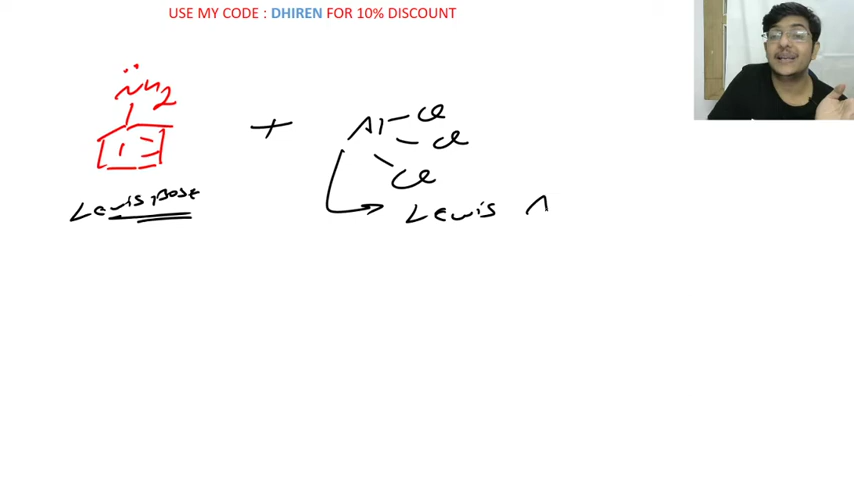 USE MY CODE : DHIREN FOR 10% DISCOUNT
NH2
+
Al
Cl
Cl
Cl
Lewis Base
Lewis A